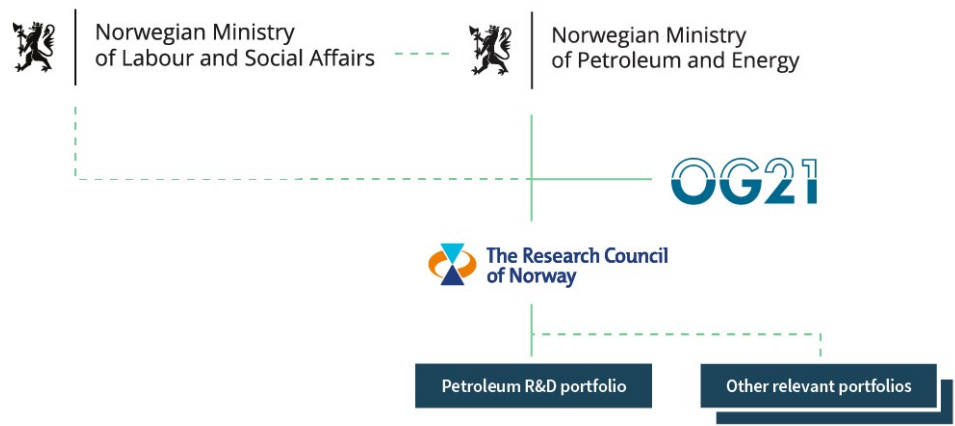 Norwegian Ministry
of Labour and Social Affairs
Norwegian Ministry
of Petroleum and Energy
OG21
The Research Council
of Norway
Petroleum R&D portfolio
Other relevant portfolios